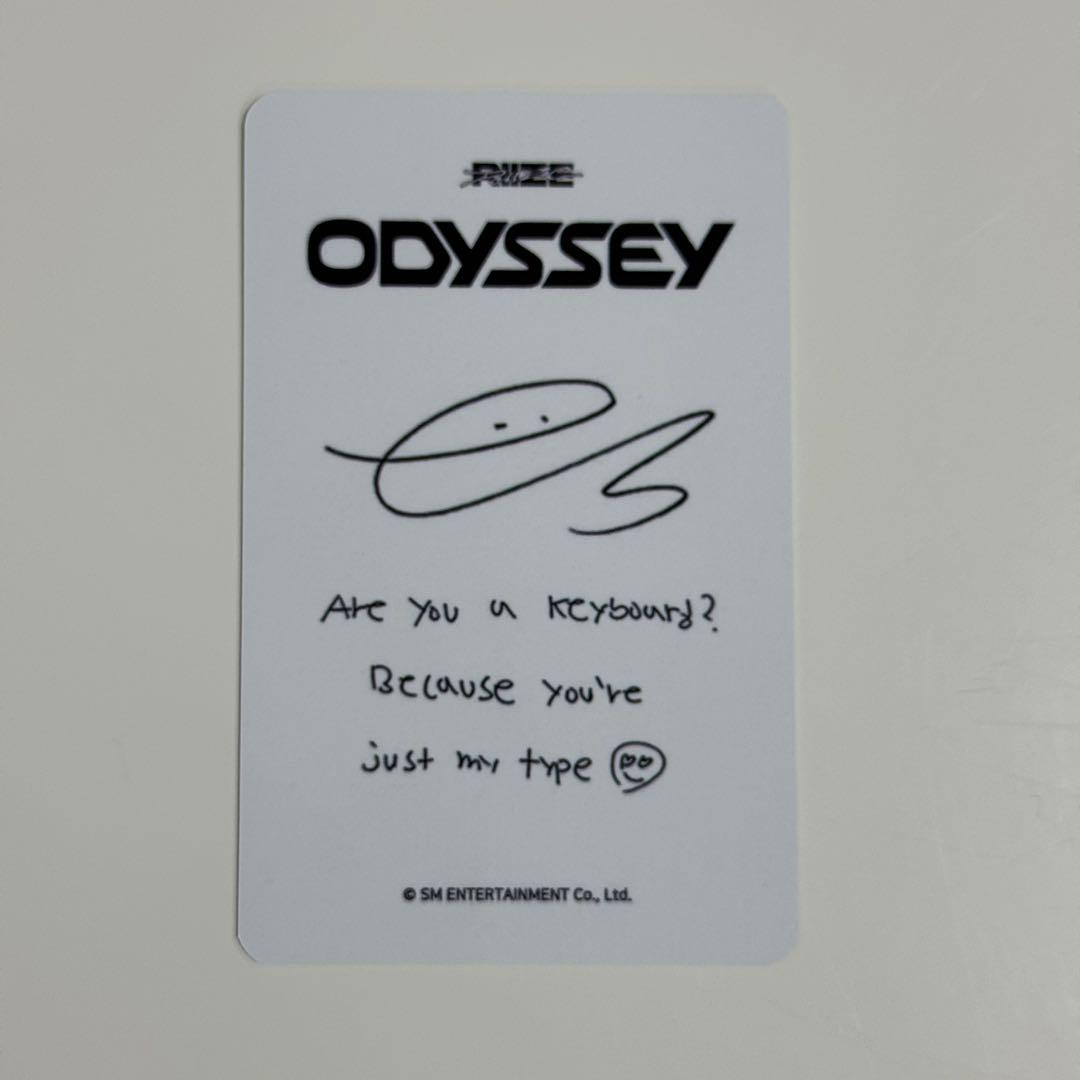 RIIZE
ODYSSEY
Are you a keyboard?
Because you're
just my type
© SM ENTERTAINMENT Co., Ltd.